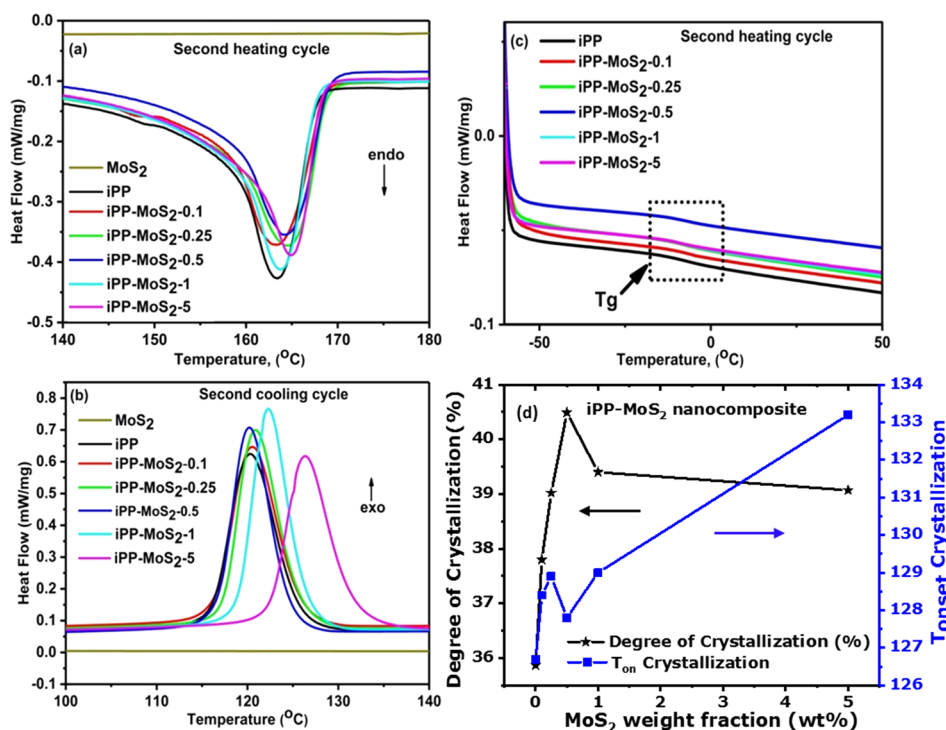 (a)
Second heating cycle
endo
MoS2
iPP
iPP-MoS2-0.1
iPP-MoS2-0.25
iPP-MoS2-0.5
iPP-MoS2-1
iPP-MoS2-5
Heat Flow (mW/mg)
0.0
-0.1
-0.2
-0.3
-0.4
-0.5
140
150
160
170
180
Temperature, (OC)
(c)
Second heating cycle
iPP
iPP-MoS2-0.1
iPP-MoS2-0.25
iPP-MoS2-0.5
iPP-MoS2-1
iPP-MoS2-5
Tg
Heat Flow (mW/mg)
0.0
-0.1
-50
0
50
Temperature, (OC)
(b)
Second cooling cycle
MoS2
iPP
iPP-MoS2-0.1
iPP-MoS2-0.25
iPP-MoS2-0.5
iPP-MoS2-1
iPP-MoS2-5
exo
Heat Flow (mW/mg)
0.8
0.7
0.6
0.5
0.4
0.3
0.2
0.1
0.0
-0.1
100
110
120
130
140
Temperature (OC)
(d)
iPP-MoS2 nanocomposite
Degree of Crystallization (%)
Ton Crystallization
Degree of Crystallization(%)
41
40
39
38
37
36
0
1
2
3
4
5
MoS2 weight fraction (wt%)
134
133
132
131
130
129
128
127
126
Tonset Crystallization